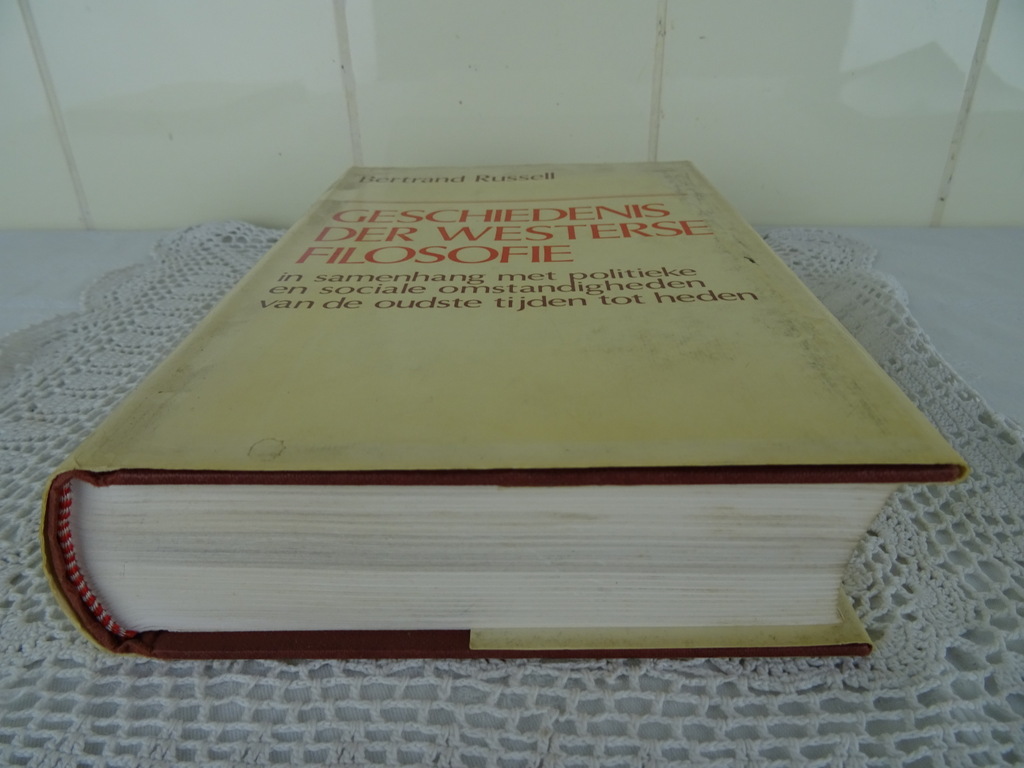 Bertrand Russell
GESCHIEDENIS
DER WESTERSE
FILOSOFIE
in samenhang met politieke
en sociale omstandigheden
van de oudste tijden tot heden